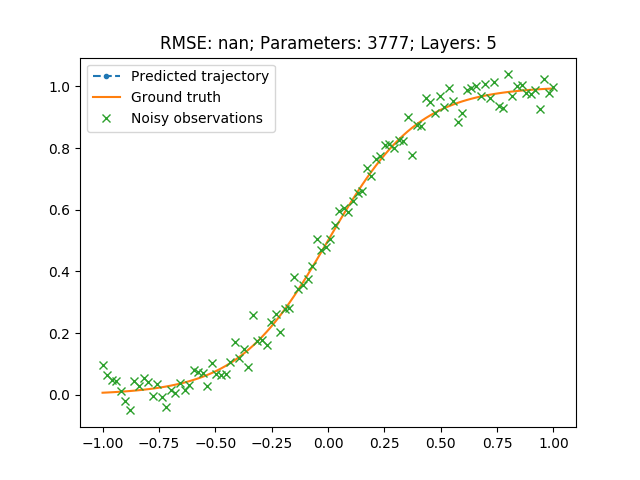 RMSE: nan; Parameters: 3777; Layers: 5
Predicted trajectory
Ground truth
Noisy observations
1.0
0.8
0.6
0.4
0.2
0.0
−1.00 −0.75 −0.50 −0.25 0.00 0.25 0.50 0.75 1.00